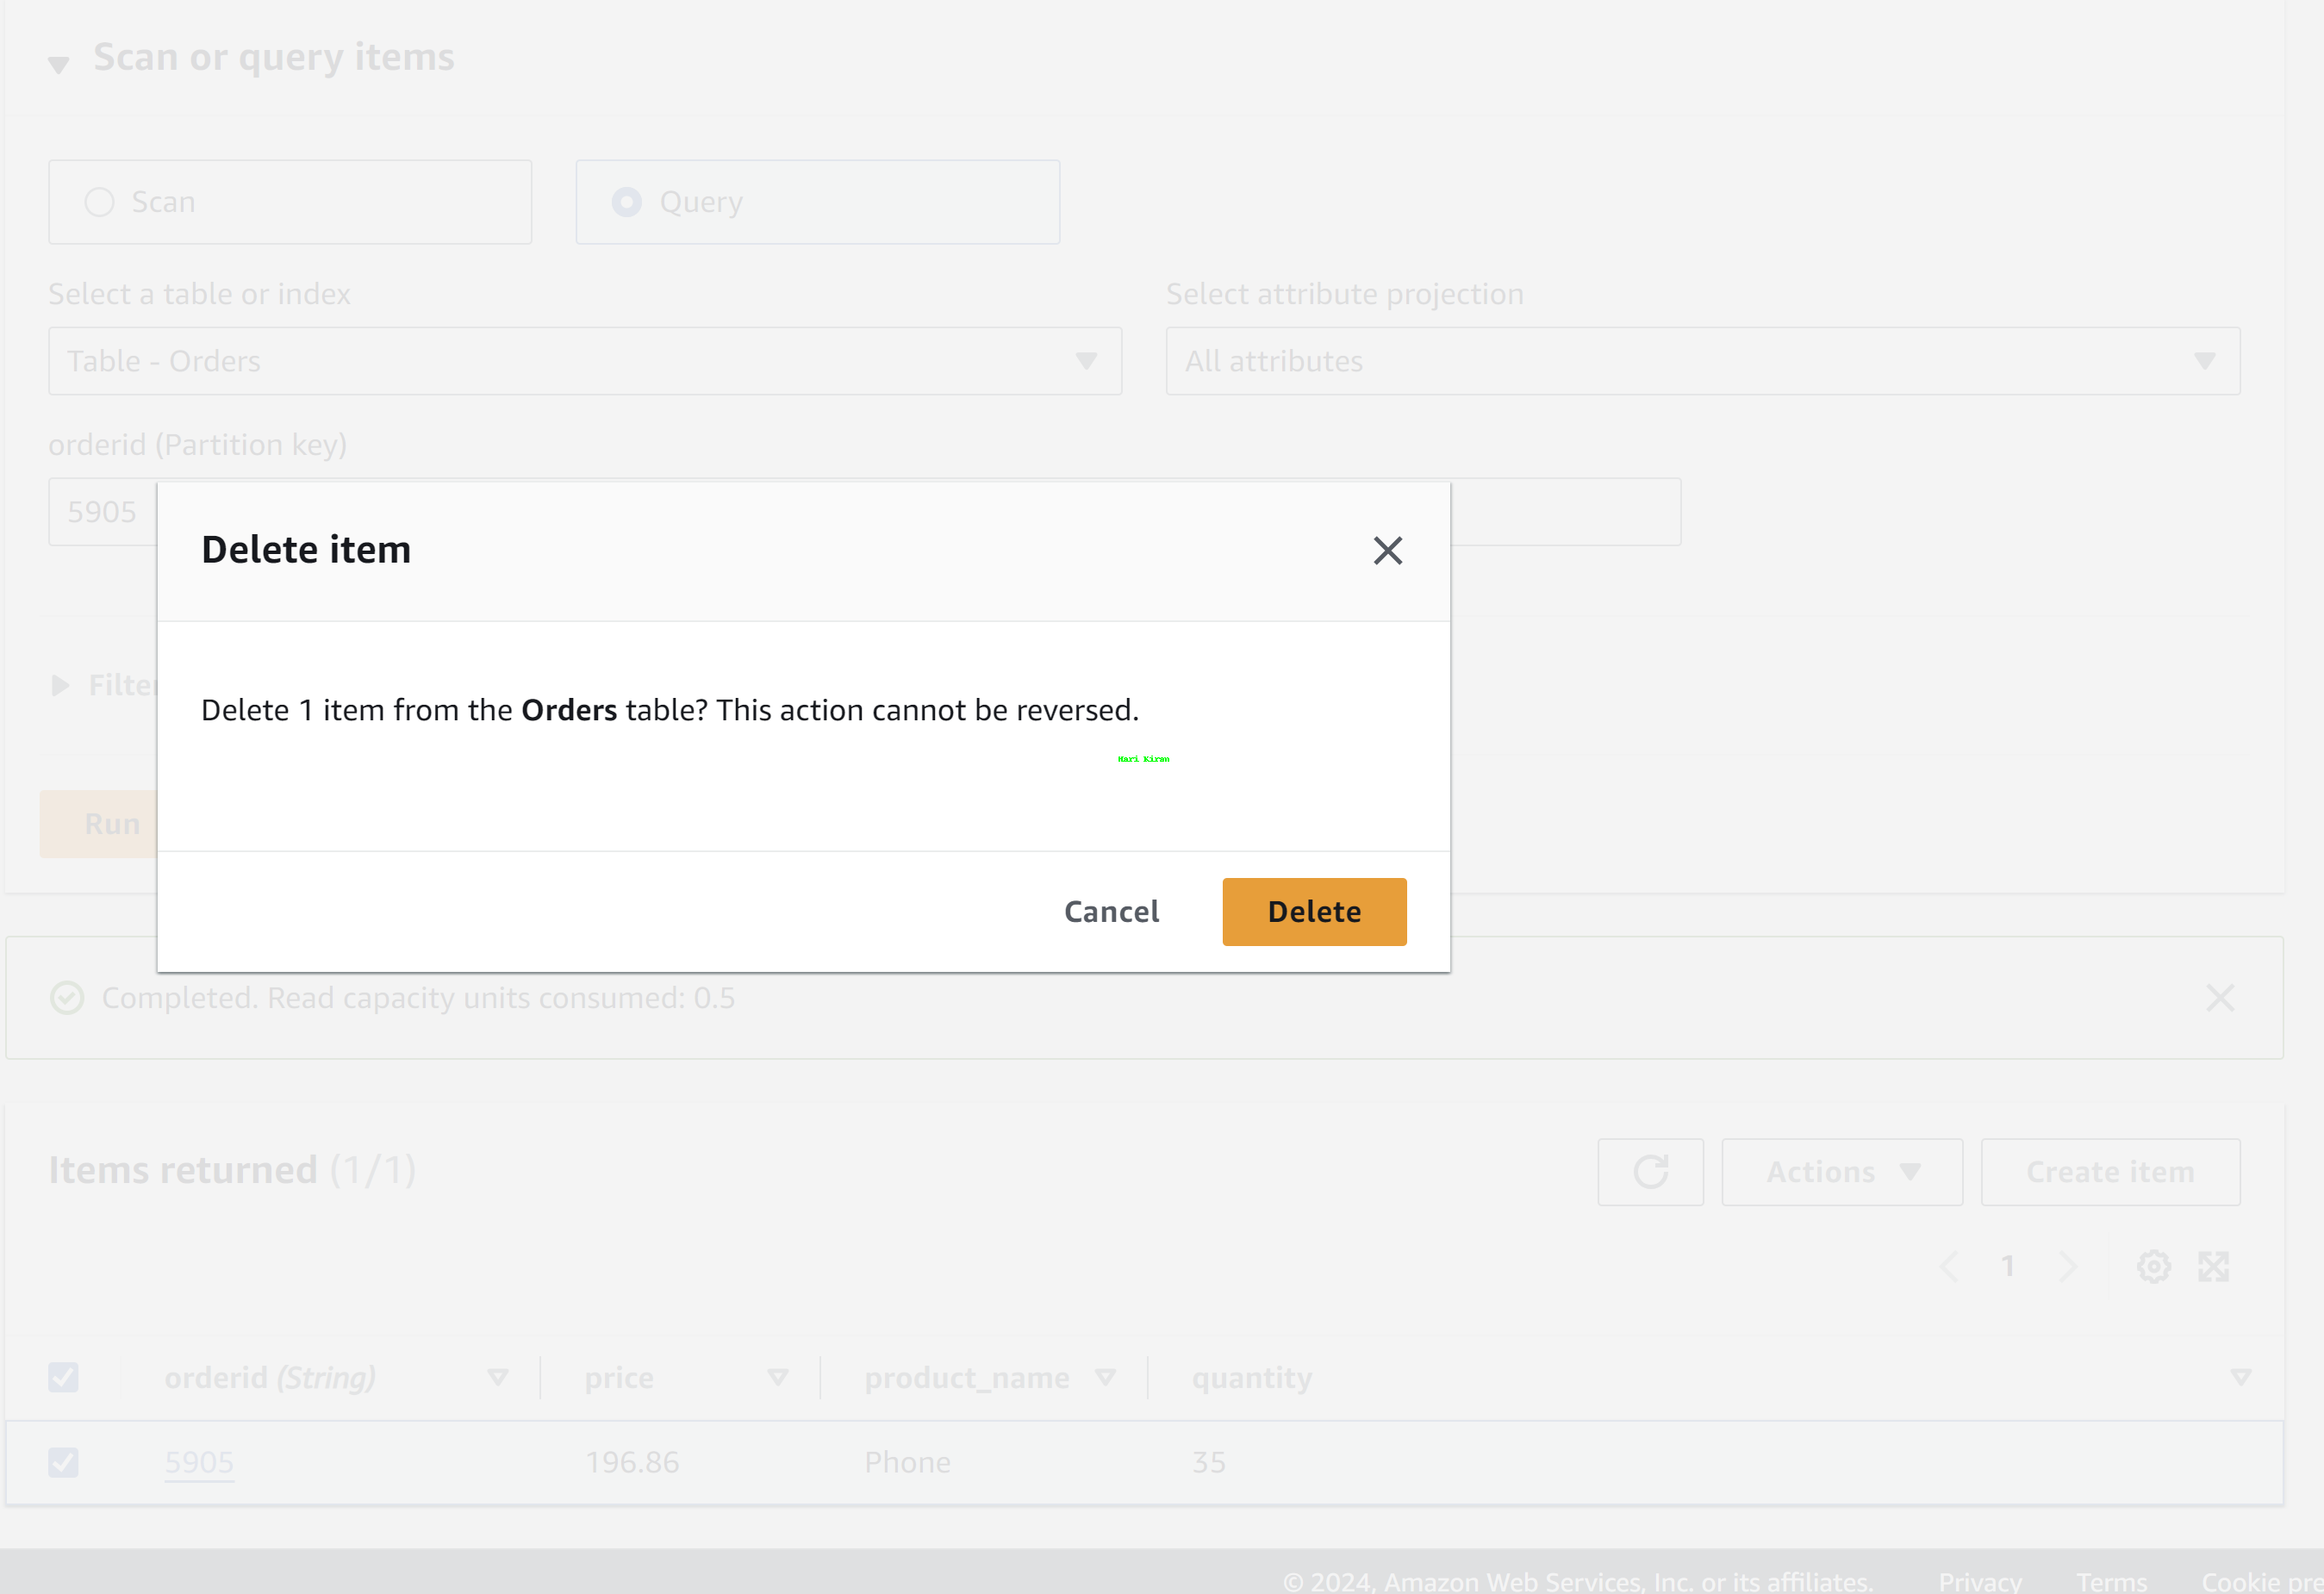 Scan or query items
Scan
Query
Select a table or index
Select attribute projection
Table - Orders
All attributes
orderid (Partition key)
5905
Delete item
Filter
Delete 1 item from the Orders table? This action cannot be reversed.
Hari Kiran
Run
Cancel
Delete
Completed. Read capacity units consumed: 0.5
Items returned (1/1)
Actions
Create item
1
orderid (String)
price
product_name
quantity
5905
196.86
Phone
35
© 2024, Amazon Web Services, Inc. or its affiliates.
Privacy
Terms
Cookie pr